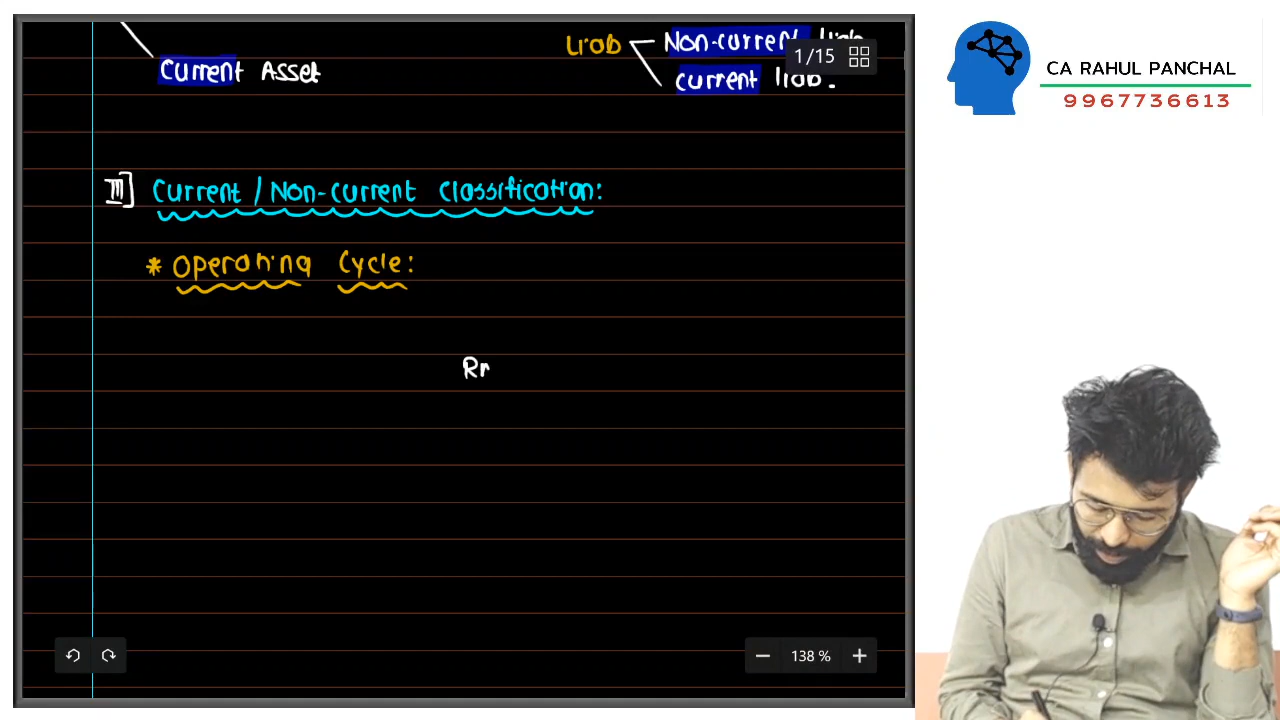 Current Asset
Liab
Non-current Liab.
current liab.
1/15
CA RAHUL PANCHAL
9967736613
III] Current / Non-current Classification:
* Operating Cycle:
138 %